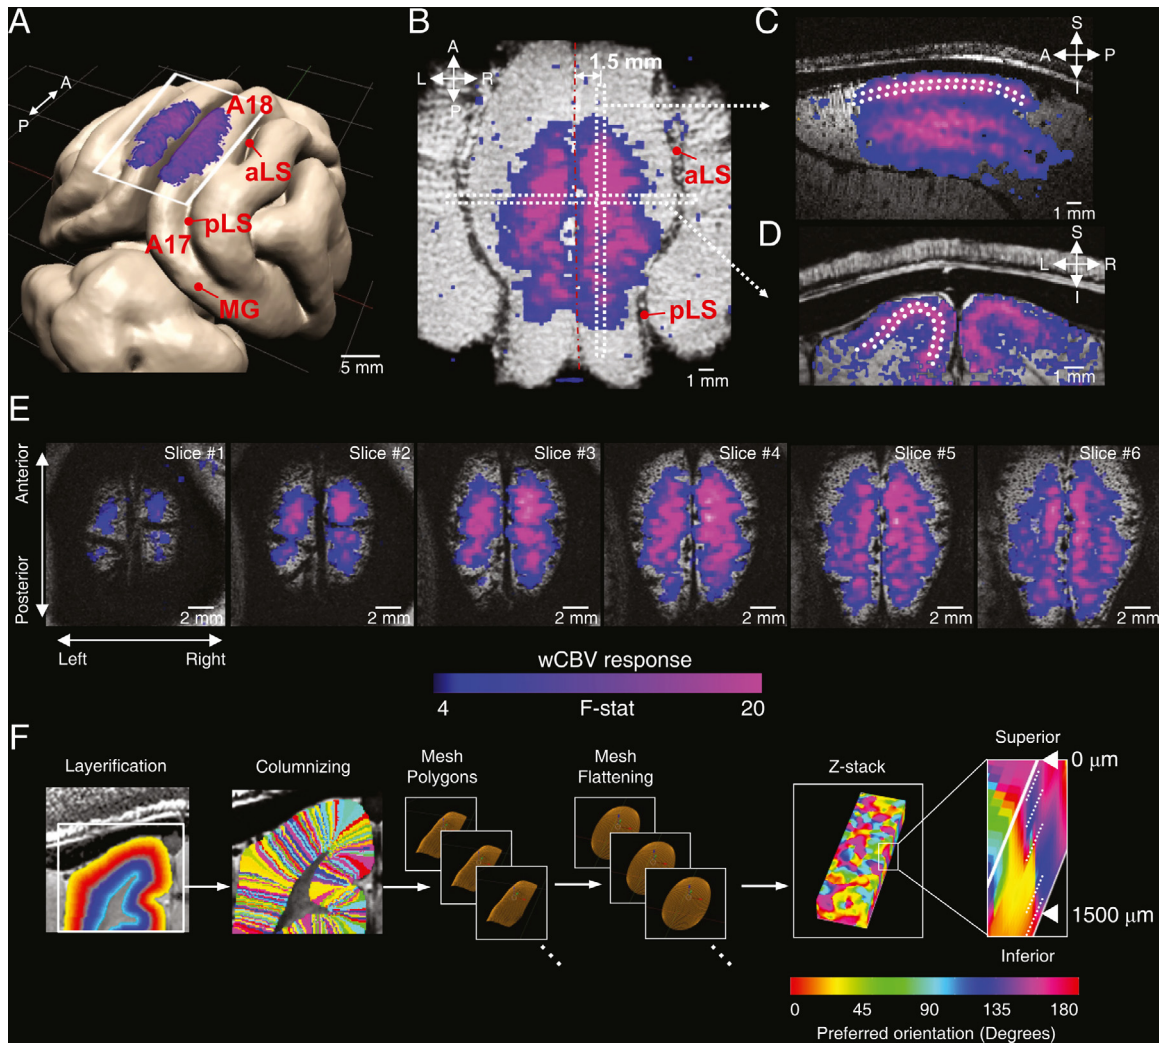 A
A
P
A18
aLS
pLS
A17
MG
5 mm
B
A
L R
P
1.5 mm
aLS
pLS
1 mm
C
S
A P
I
1 mm
D
S
L R
I
1 mm
E
Anterior
Posterior
Slice #1
Slice #2
Slice #3
Slice #4
Slice #5
Slice #6
2 mm
2 mm
2 mm
2 mm
2 mm
2 mm
Left Right
wCBV response
4 F-stat 20
F
Layerification
Columnizing
Mesh
Polygons
Mesh
Flattening
Z-stack
Superior
0 μm
1500 μm
Inferior
0 45 90 135 180
Preferred orientation (Degrees)